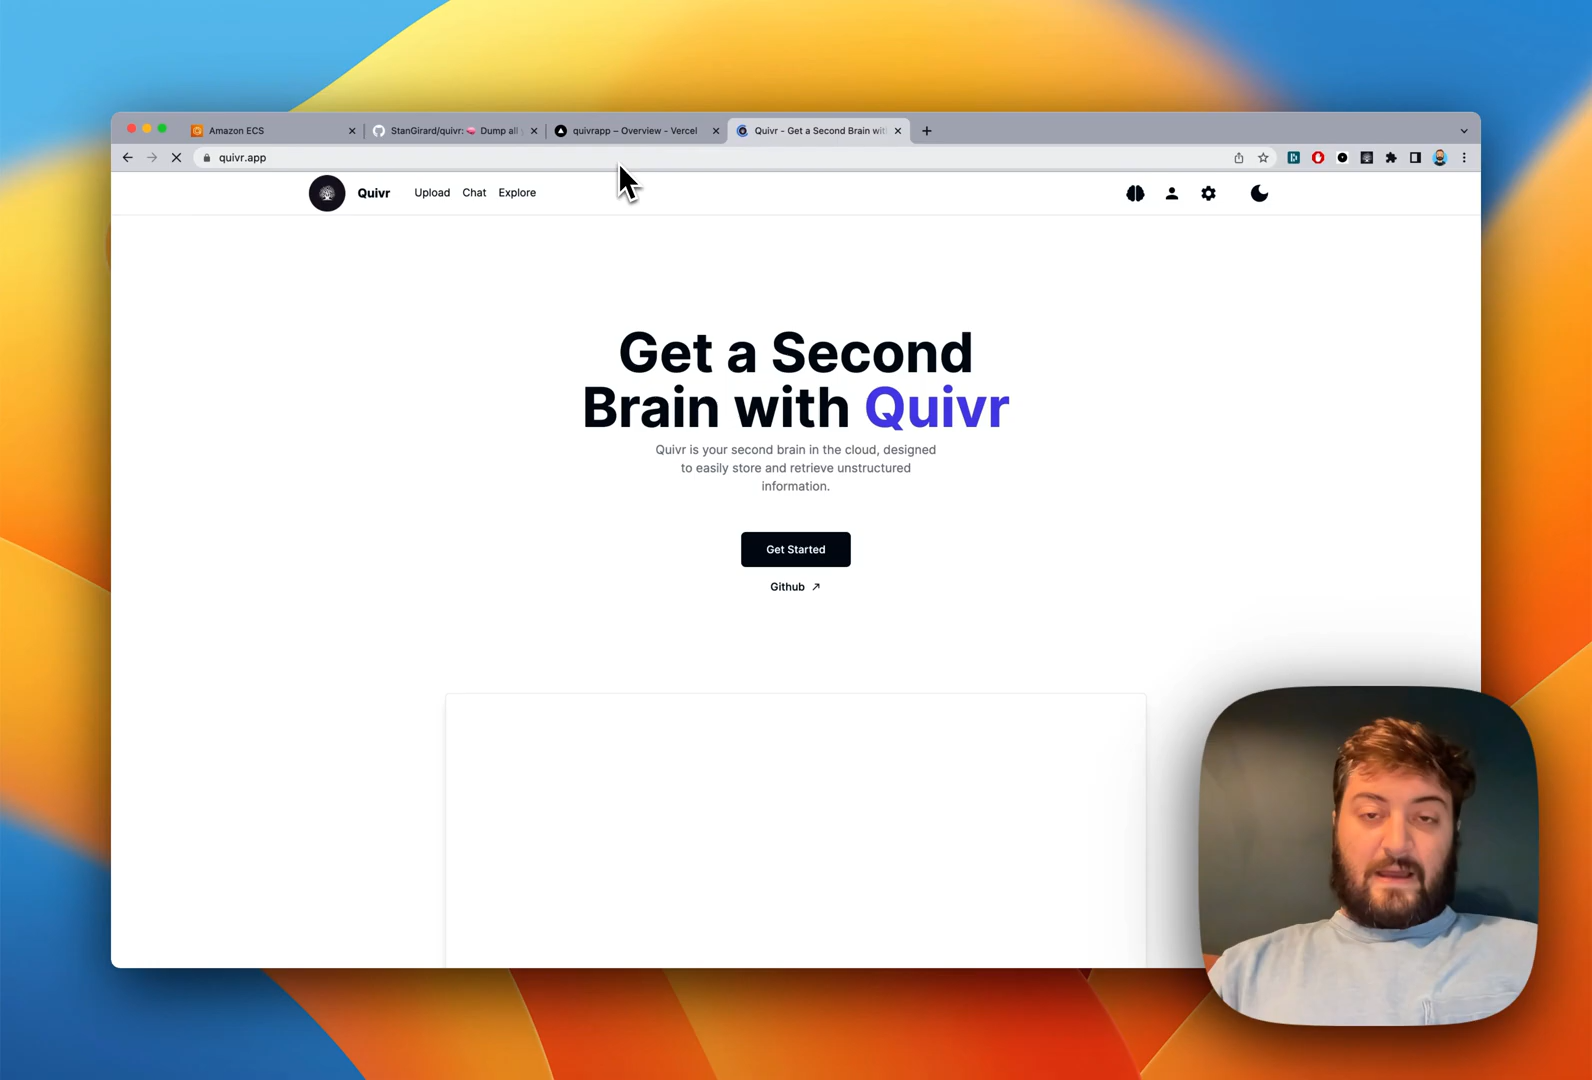 Amazon ECS
StanGirard/quivr: 🧠 Dump all
quivrapp – Overview - Vercel
Quivr - Get a Second Brain with
quivr.app
Quivr
Upload
Chat
Explore
Get a Second
Brain with Quivr
Quivr is your second brain in the cloud, designed
to easily store and retrieve unstructured
information.
Get Started
Github ↗